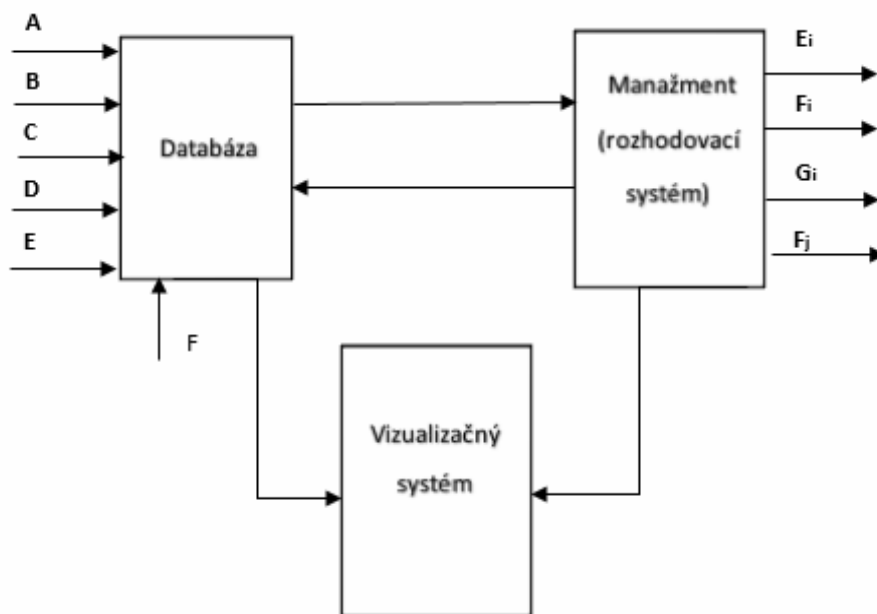 A
B
C
D
E
F
Databáza
Manažment
(rozhodovací
systém)
Ei
Fi
Gi
Fj
Vizualizačný
systém